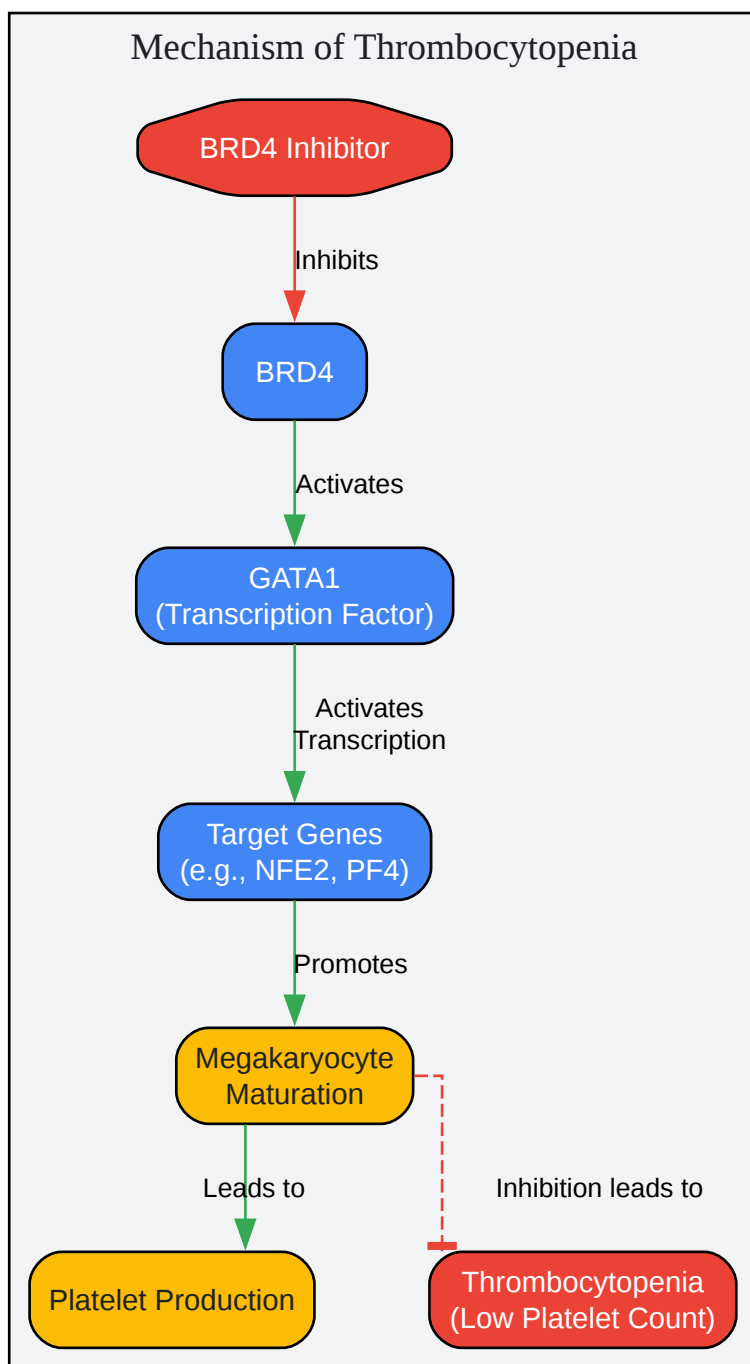 Mechanism of Thrombocytopenia
BRD4 Inhibitor
Inhibits
BRD4
Activates
GATA1
(Transcription Factor)
Activates
Transcription
Target Genes
(e.g., NFE2, PF4)
Promotes
Megakaryocyte
Maturation
Leads to
Inhibition leads to
Platelet Production
Thrombocytopenia
(Low Platelet Count)